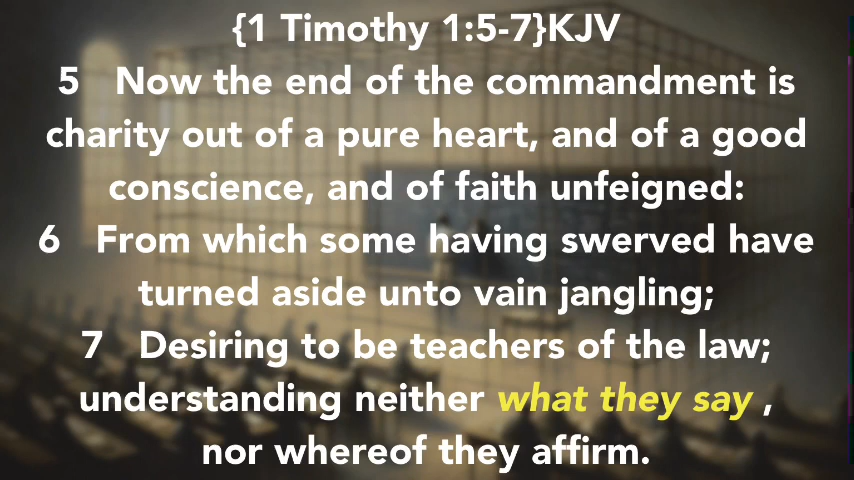 {1 Timothy 1:5-7}KJV
5 Now the end of the commandment is
charity out of a pure heart, and of a good
conscience, and of faith unfeigned:
6 From which some having swerved have
turned aside unto vain jangling;
7 Desiring to be teachers of the law;
understanding neither what they say ,
nor whereof they affirm.